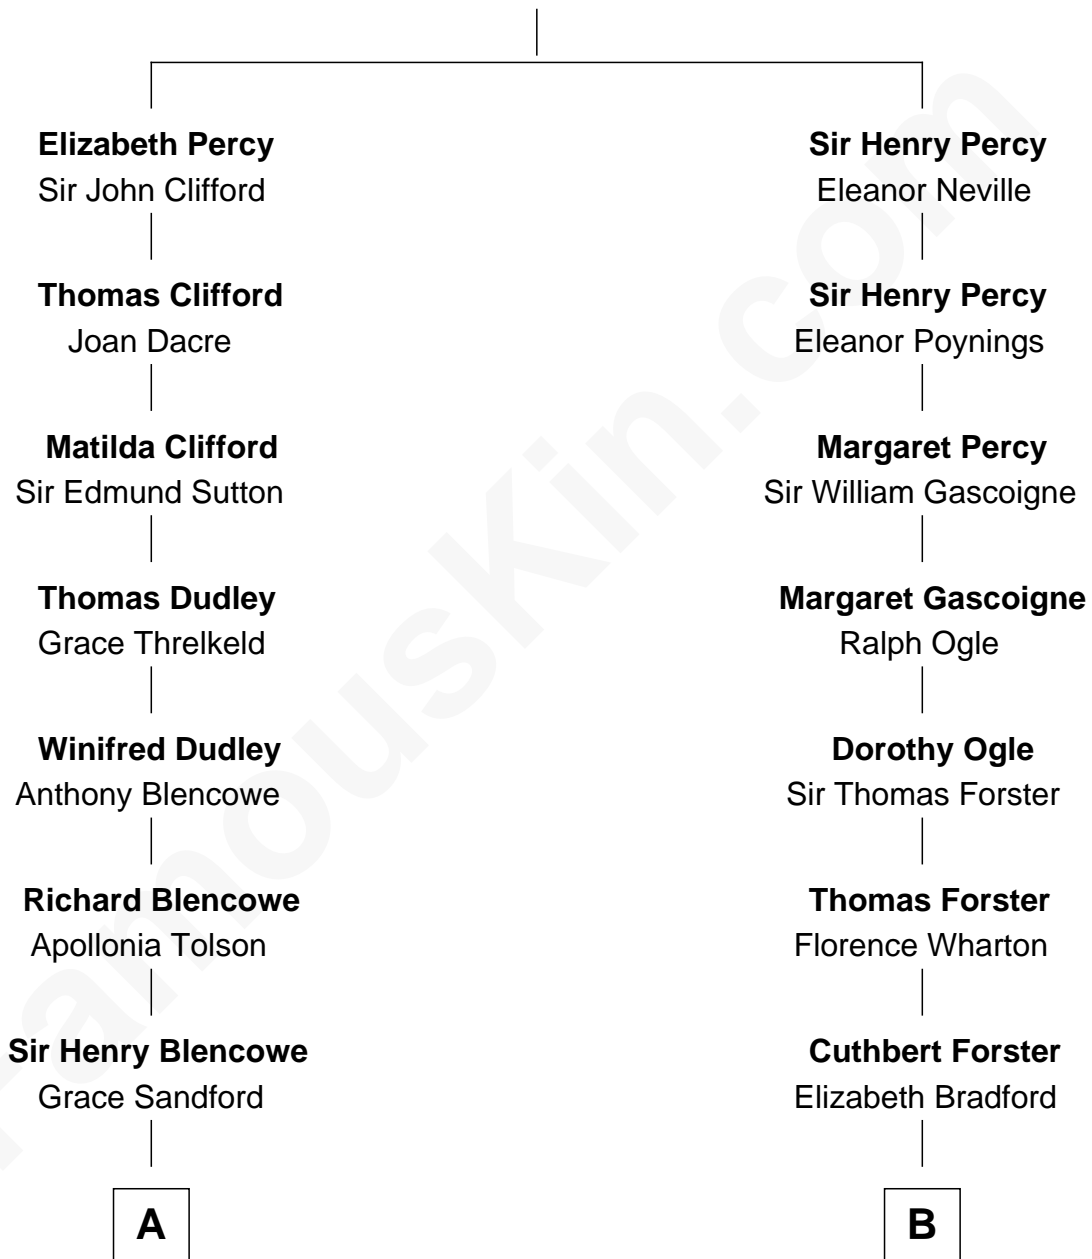 Elizabeth Percy
Sir John Clifford
Thomas Clifford
Joan Dacre
Matilda Clifford
Sir Edmund Sutton
Thomas Dudley
Grace Threlkeld
Winifred Dudley
Anthony Blencowe
Richard Blencowe
Apollonia Tolson
Sir Henry Blencowe
Grace Sandford
A
Sir Henry Percy
Eleanor Neville
Sir Henry Percy
Eleanor Poynings
Margaret Percy
Sir William Gascoigne
Margaret Gascoigne
Ralph Ogle
Dorothy Ogle
Sir Thomas Forster
Thomas Forster
Florence Wharton
Cuthbert Forster
Elizabeth Bradford
B
FamousKin.com